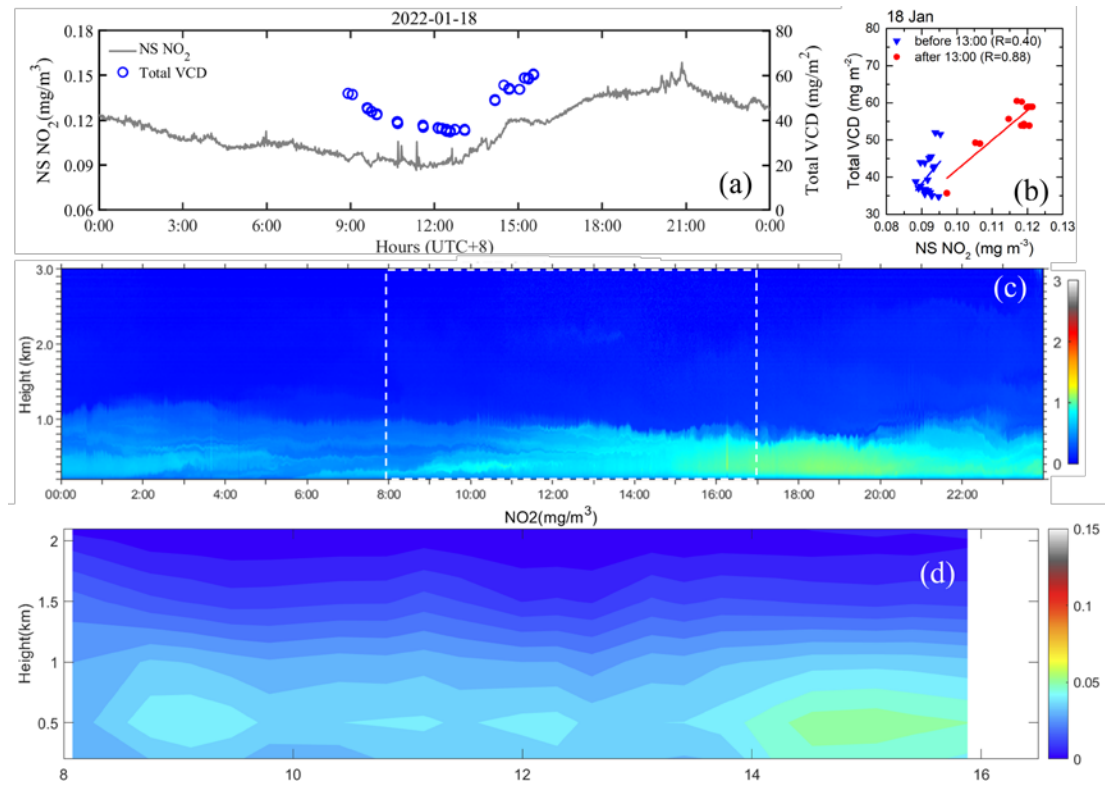 2022-01-18
NS NO2
Total VCD
NS NO2(mg/m3)
0.18
0.15
0.12
0.09
0.06
Total VCD (mg/m2)
80
60
40
20
0
(a)
0:00 3:00 6:00 9:00 12:00 15:00 18:00 21:00 0:00
Hours (UTC+8)
18 Jan
before 13:00 (R=0.40)
after 13:00 (R=0.88)
Total VCD (mg m-2)
90
80
70
60
50
40
30
(b)
0.08 0.09 0.10 0.11 0.12 0.13
NS NO2 (mg m-3)
Height (km)
3.0
2.0
1.0
(c)
3
2
1
0
00:00 2:00 4:00 6:00 8:00 10:00 12:00 14:00 16:00 18:00 20:00 22:00
NO2(mg/m3)
Height(km)
2
1.5
1
0.5
(d)
0.15
0.1
0.05
0
8 10 12 14 16